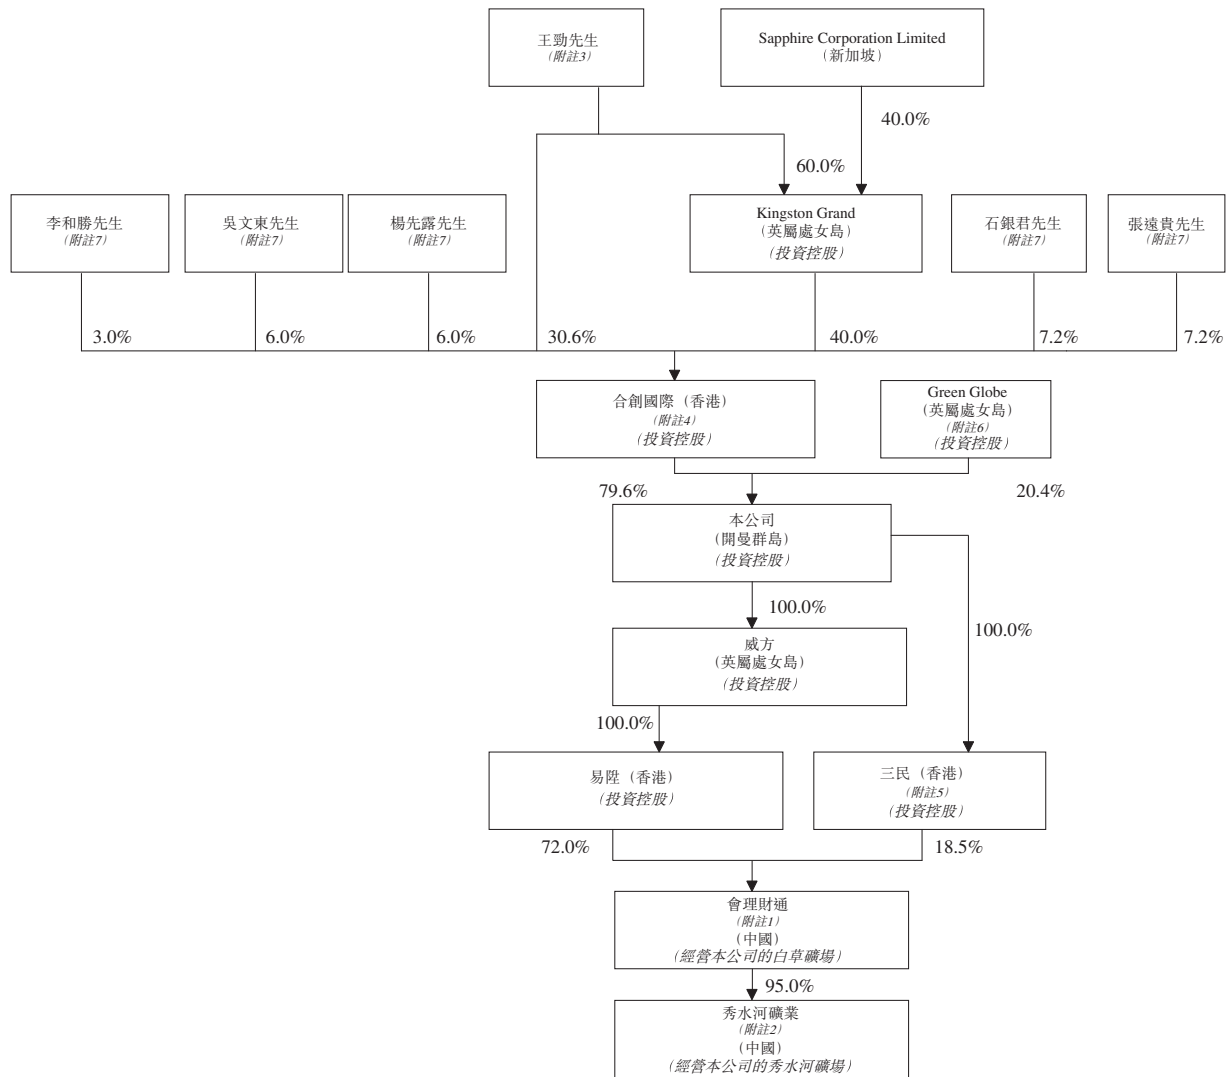 王勁先生
（附註3）
Sapphire Corporation Limited
（新加坡）
40.0%
60.0%
李和勝先生
（附註7）
吳文東先生
（附註7）
楊先露先生
（附註7）
Kingston Grand
（英屬處女島）
（投資控股）
石銀君先生
（附註7）
張遠貴先生
（附註7）
3.0%
6.0%
6.0%
30.6%
40.0%
7.2%
7.2%
合創國際（香港）
（附註4）
（投資控股）
Green Globe
（英屬處女島）
（附註6）
（投資控股）
79.6%
20.4%
本公司
（開曼群島）
（投資控股）
100.0%
100.0%
威方
（英屬處女島）
（投資控股）
100.0%
易陞（香港）
（投資控股）
三民（香港）
（附註5）
（投資控股）
72.0%
18.5%
會理財通
（附註1）
（中國）
（經營本公司的白草礦場）
95.0%
秀水河礦業
（附註2）
（中國）
（經營本公司的秀水河礦場）